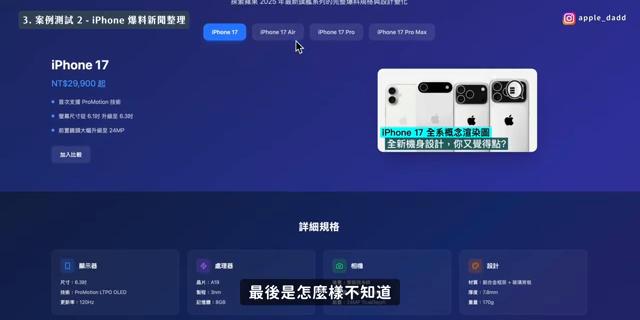 探索蘋果 2025 年最新旗艦系列的完整爆料規格與設計變化
3. 案例測試 2 - iPhone 爆料新聞整理
apple_dadd
iPhone 17
iPhone 17 Air
iPhone 17 Pro
iPhone 17 Pro Max
iPhone 17
NT$29,900 起
首次支援 ProMotion 技術
螢幕尺寸從 6.1吋 升級至 6.3吋
前置鏡頭大幅升級至 24MP
加入比較
iPhone 17 全系概念渲染圖
全新機身設計，你又覺得點?
詳細規格
顯示器
尺寸：6.3吋
技術：ProMotion LTPO OLED
更新率：120Hz
處理器
晶片：A19
製程：3nm
記憶體：8GB
相機
設計
材質：鋁合金框架 + 玻璃背板
厚度：7.8mm
重量：170g
最後是怎麼樣不知道